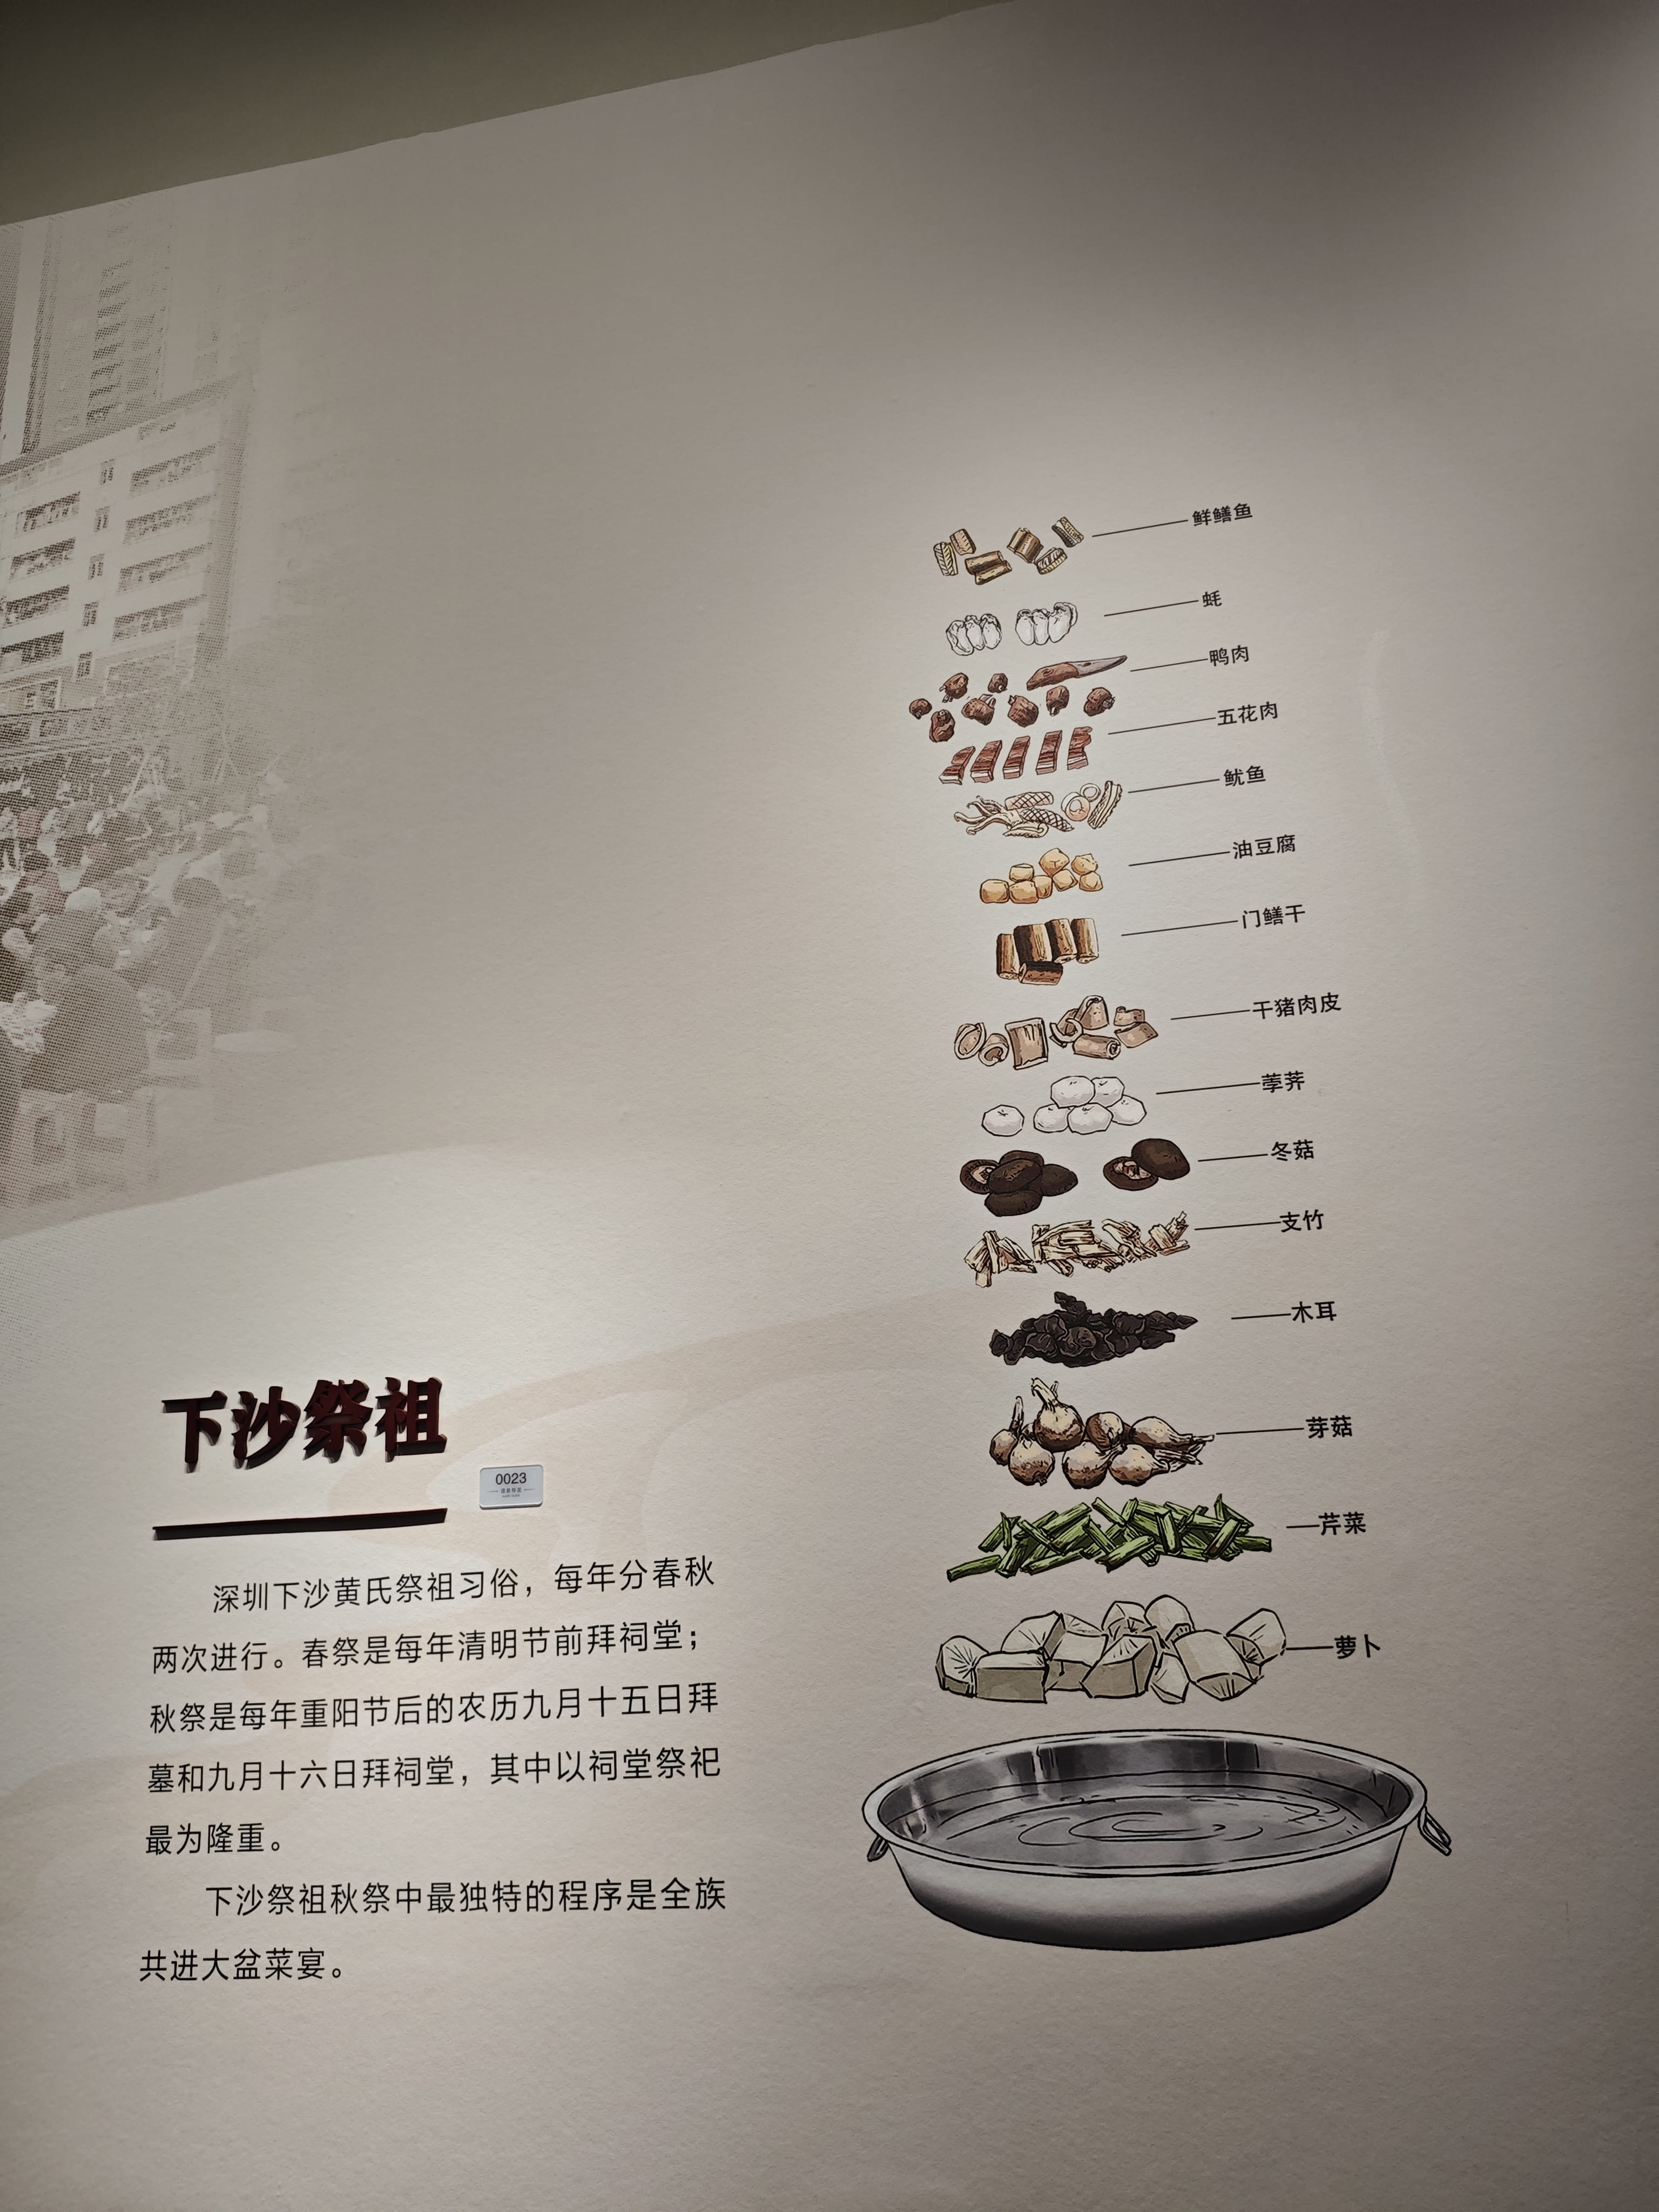 鲜鳝鱼
蚝
鸭肉
五花肉
鱿鱼
油豆腐
门鳝干
干猪肉皮
荸荠
冬菇
支竹
木耳
芽菇
芹菜
萝卜
下沙祭祖
0023
深圳下沙黄氏祭祖习俗，每年分春秋
两次进行。春祭是每年清明节前拜祠堂；
秋祭是每年重阳节后的农历九月十五日拜
墓和九月十六日拜祠堂，其中以祠堂祭祀
最为隆重。
下沙祭祖秋祭中最独特的程序是全族
共进大盆菜宴。